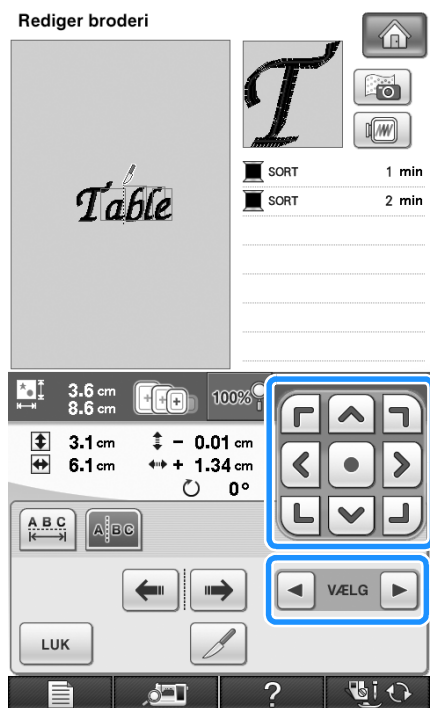 Rediger broderi
T
SORT 1 min
SORT 2 min
Table
3.6 cm
8.6 cm
100%
3.1 cm - 0.01 cm
6.1 cm + 1.34 cm
0°
ABC A BC
VÆLG
LUK
?